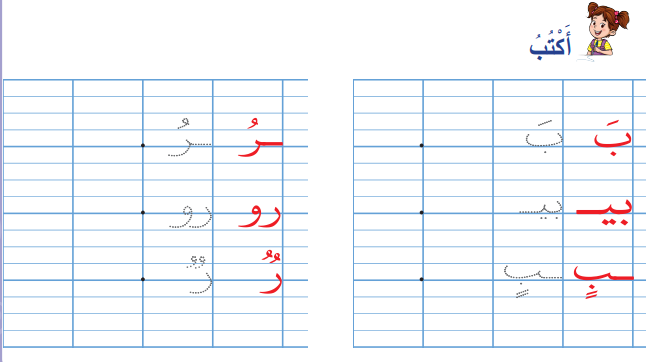 أَكْتُبُ
بَ بَ
بيـ بيـ
ـبٍ ـبٍ
ـرُ ـرُ
رو رو
رٌ رٌ